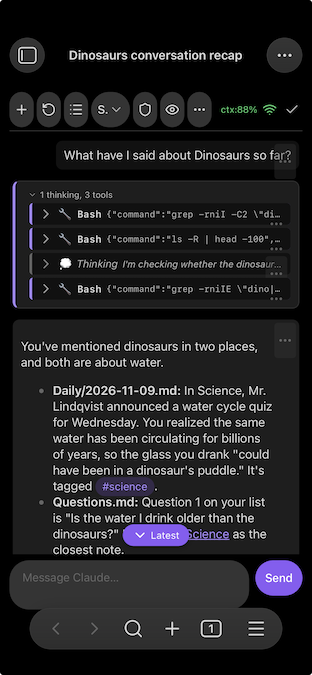 Dinosaurs conversation recap
S.
ctx:88%
What have I said about Dinosaurs so far?
1 thinking, 3 tools
Bash {"command":"grep -rniI -C2 \"di…
Bash {"command":"ls -R | head -100",…
Thinking I'm checking whether the dinosaur…
Bash {"command":"grep -rniIE \"dino|…
You've mentioned dinosaurs in two places,
and both are about water.
• Daily/2026-11-09.md: In Science, Mr.
Lindqvist announced a water cycle quiz
for Wednesday. You realized the same
water has been circulating for billions
of years, so the glass you drank "could
have been in a dinosaur's puddle." It's
tagged #science .
• Questions.md: Question 1 on your list
is "Is the water I drink older than the
dinosaurs?" Science as the
Latest
closest note.
Message Claude...
Send
1